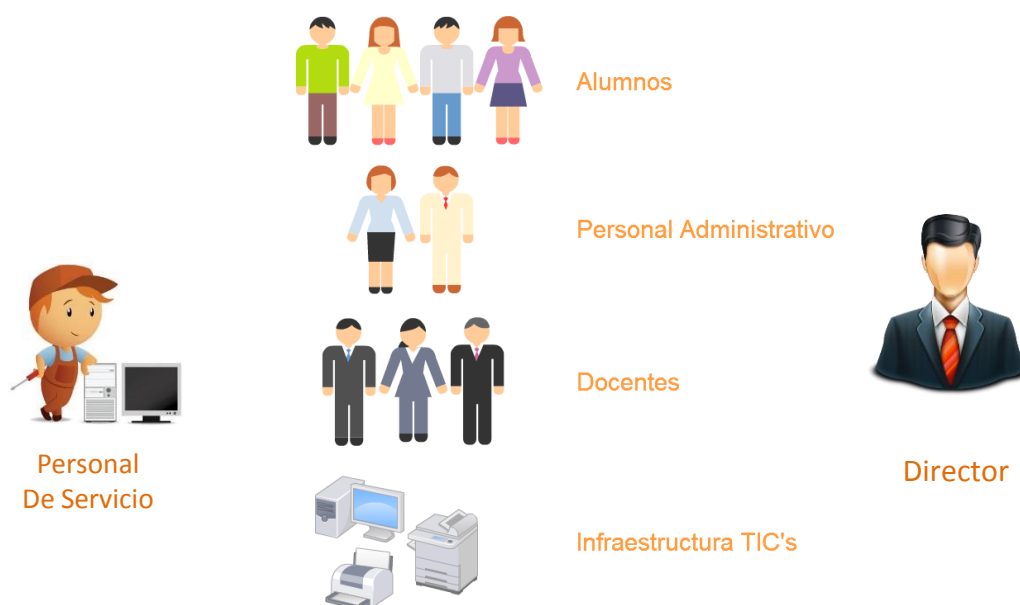 Alumnos
Personal Administrativo
Docentes
Personal
De Servicio
Director
Infraestructura TIC's